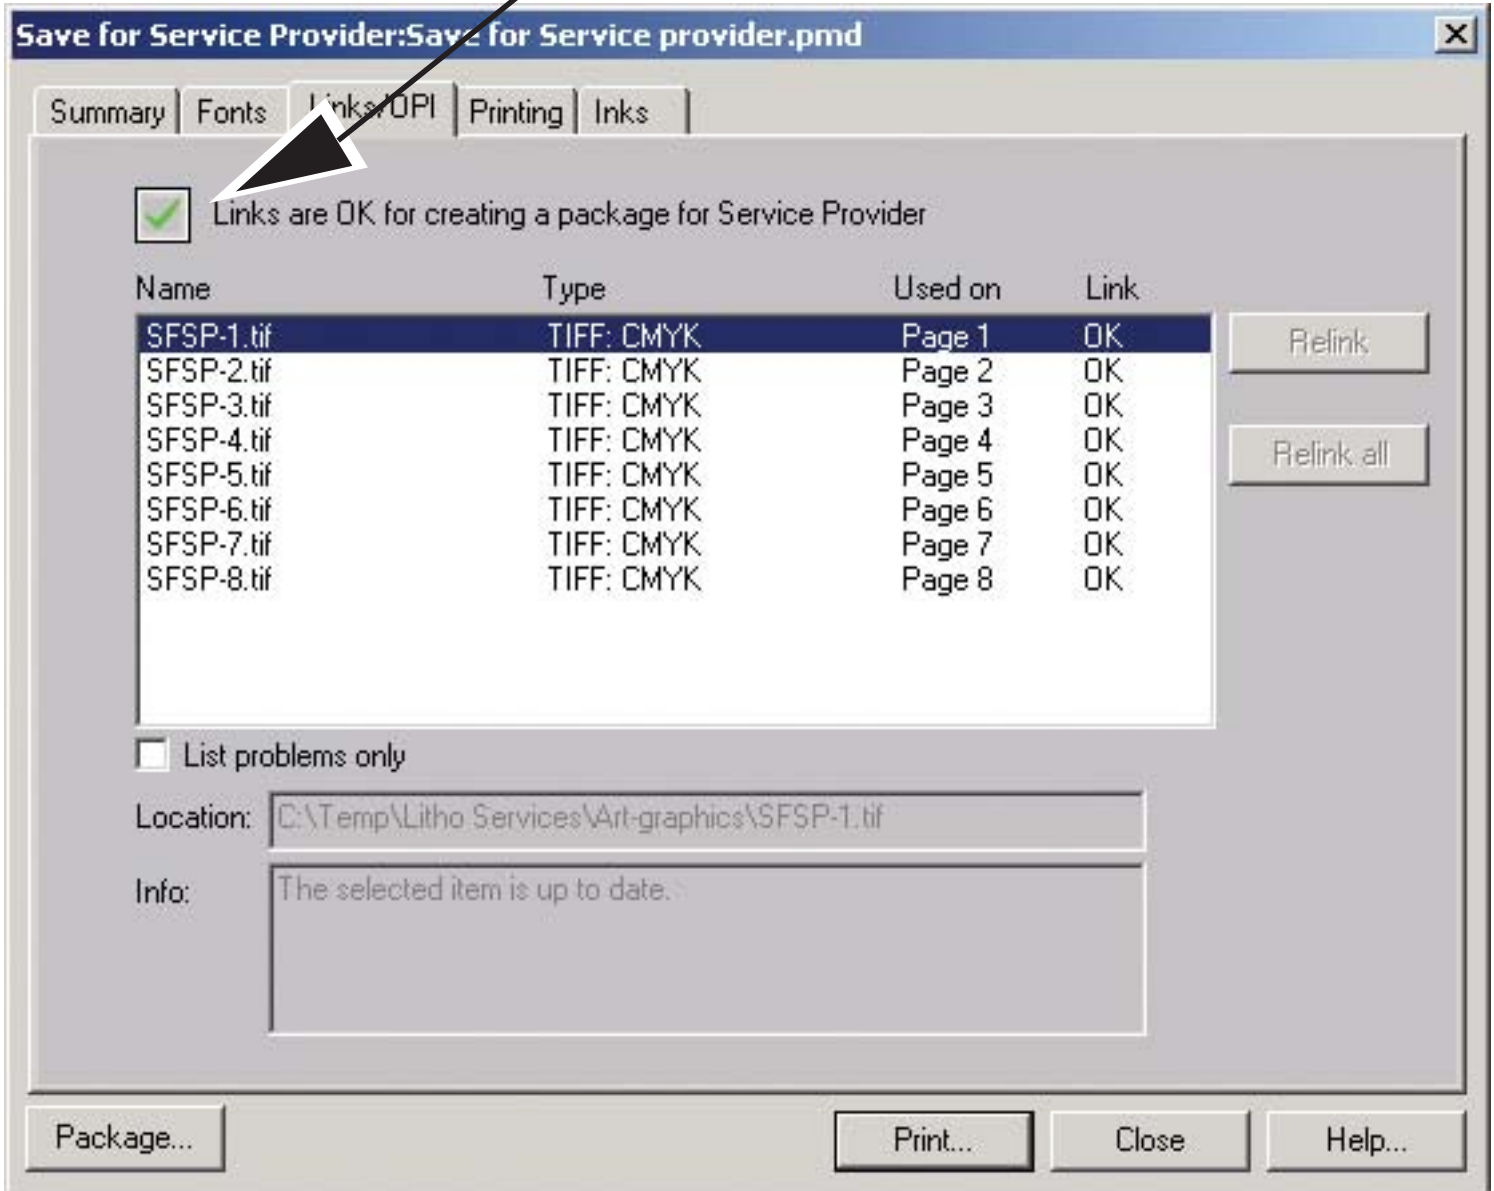 Save for Service Provider:Save for Service provider.pmd
Summary Fonts Links/OPI Printing Inks
Links are OK for creating a package for Service Provider
Name Type Used on Link
SFSP-1.tif TIFF: CMYK Page 1 OK
SFSP-2.tif TIFF: CMYK Page 2 OK
SFSP-3.tif TIFF: CMYK Page 3 OK
SFSP-4.tif TIFF: CMYK Page 4 OK
SFSP-5.tif TIFF: CMYK Page 5 OK
SFSP-6.tif TIFF: CMYK Page 6 OK
SFSP-7.tif TIFF: CMYK Page 7 OK
SFSP-8.tif TIFF: CMYK Page 8 OK
Relink
Relink all
List problems only
Location: C:\Temp\Litho Services\Art-graphics\SFSP-1.tif
Info: The selected item is up to date.
Package... Print... Close Help...